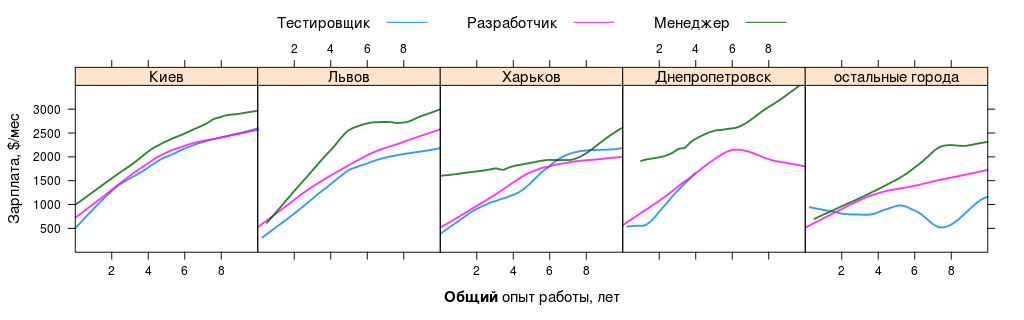 Тестировщик Разработчик Менеджер
2 4 6 8 2 4 6 8
Киев Львов Харьков Днепропетровск остальные города
Зарплата, $/мес
3000
2500
2000
1500
1000
500
2 4 6 8 2 4 6 8 2 4 6 8
Общий опыт работы, лет